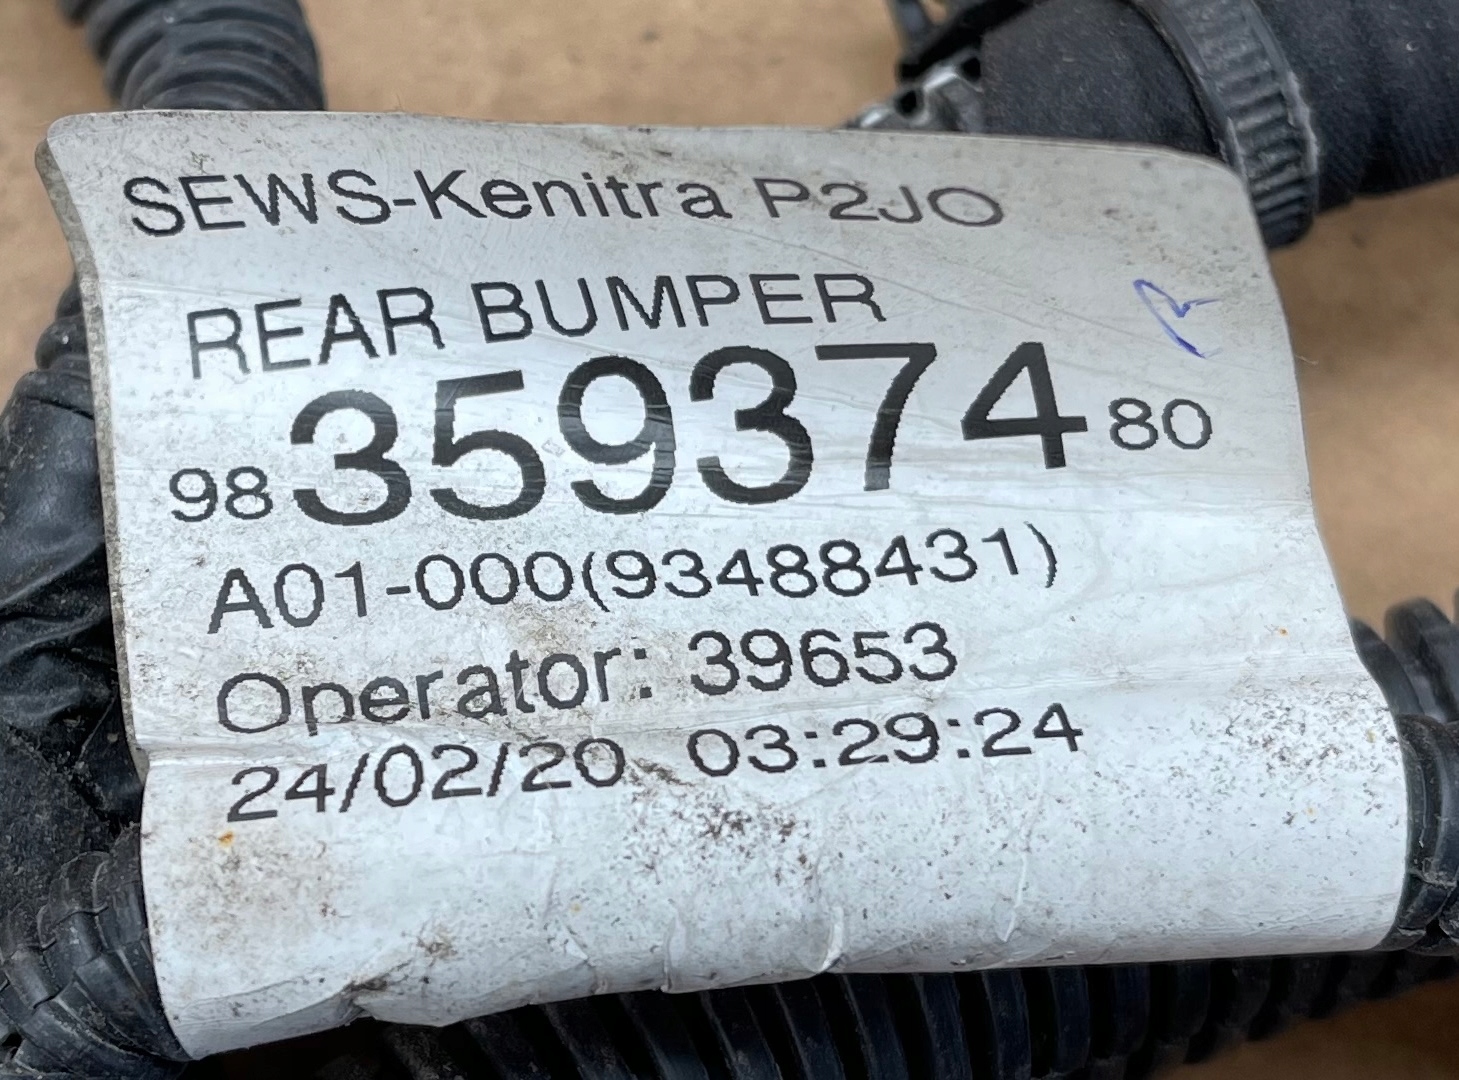 SEWS-Kenitra P2JO
REAR BUMPER
98 359374 80
A01-000(93488431)
Operator: 39653
24/02/20 03:29:24